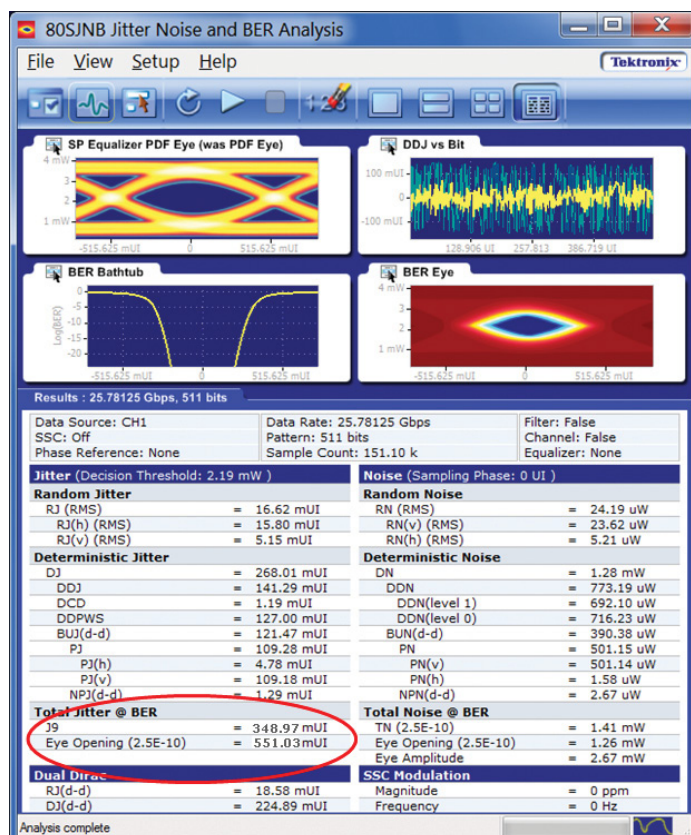 80SJNB Jitter Noise and BER Analysis
File View Setup Help
Tektronix
123
SP Equalizer PDF Eye (was PDF Eye)
4 mW
3
2
1 mW
-515.625 mUI 0 515.625 mUI
DDJ vs Bit
100 mUI
0
-100 mUI
128.906 UI 257.813 386.719 UI
BER Bathtub
Log(BER)
0
-5
-10
-15
-20
-515.625 mUI 0 515.625 mUI
BER Eye
4 mW
3
2
1 mW
-515.625 mUI 0 515.625 mUI
Results : 25.78125 Gbps, 511 bits
Data Source: CH1 Data Rate: 25.78125 Gbps Filter: False
SSC: Off Pattern: 511 bits Channel: False
Phase Reference: None Sample Count: 151.10 k Equalizer: None
Jitter (Decision Threshold: 2.19 mW )
Random Jitter
RJ (RMS) = 16.62 mUI
RJ(h) (RMS) = 15.80 mUI
RJ(v) (RMS) = 5.15 mUI
Deterministic Jitter
DJ = 268.01 mUI
DDJ = 141.29 mUI
DCD = 1.19 mUI
DDPWS = 127.00 mUI
BUJ(d-d) = 121.47 mUI
PJ = 109.28 mUI
PJ(h) = 4.78 mUI
PJ(v) = 109.18 mUI
NPJ(d-d) = 1.29 mUI
Total Jitter @ BER
J9 = 348.97 mUI
Eye Opening (2.5E-10) = 551.03mUI
Dual Dirac
RJ(d-d) = 18.58 mUI
DJ(d-d) = 224.89 mUI
Noise (Sampling Phase: 0 UI )
Random Noise
RN (RMS) = 24.19 uW
RN(v) (RMS) = 23.62 uW
RN(h) (RMS) = 5.21 uW
Deterministic Noise
DN = 1.28 mW
DDN = 773.19 uW
DDN(level 1) = 692.10 uW
DDN(level 0) = 716.23 uW
BUN(d-d) = 390.38 uW
PN = 501.15 uW
PN(v) = 501.14 uW
PN(h) = 1.58 uW
NPN(d-d) = 2.67 uW
Total Noise @ BER
TN (2.5E-10) = 1.41 mW
Eye Opening (2.5E-10) = 1.26 mW
Eye Amplitude = 2.67 mW
SSC Modulation
Magnitude = 0 ppm
Frequency = 0 Hz
Analysis complete